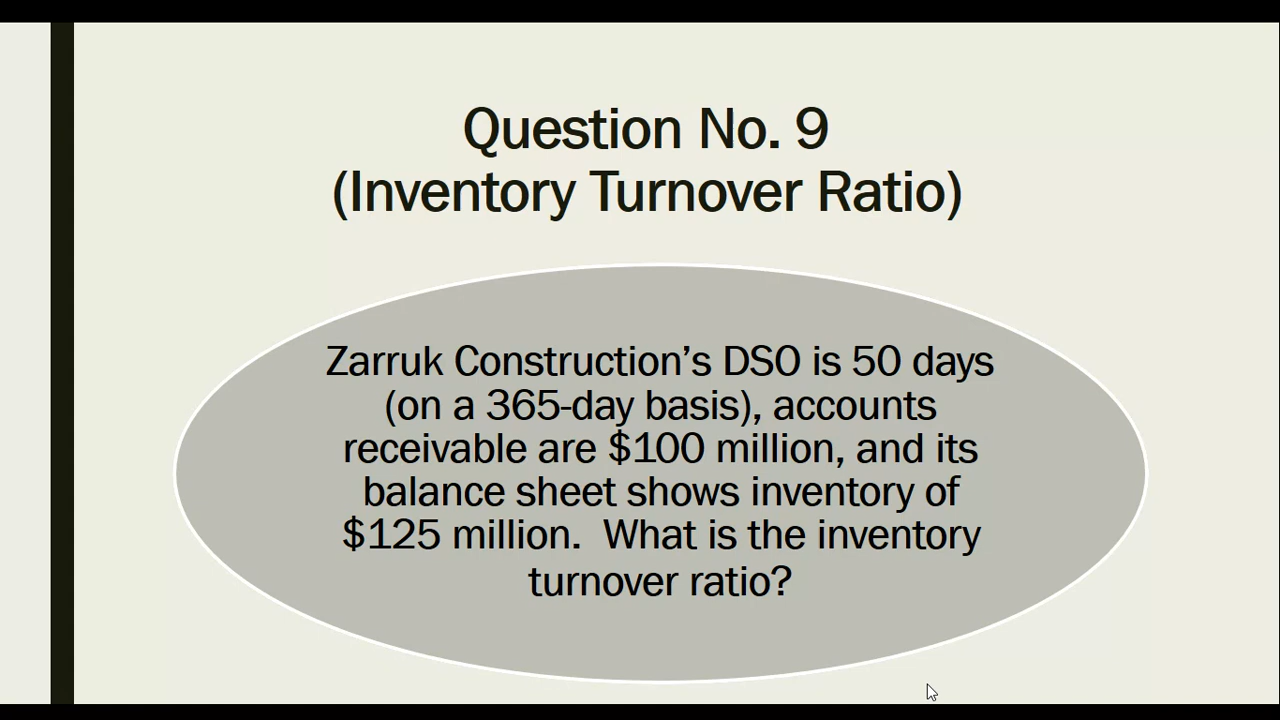 Question No. 9
(Inventory Turnover Ratio)
Zarruk Construction’s DSO is 50 days
(on a 365-day basis), accounts
receivable are $100 million, and its
balance sheet shows inventory of
$125 million.  What is the inventory
turnover ratio?